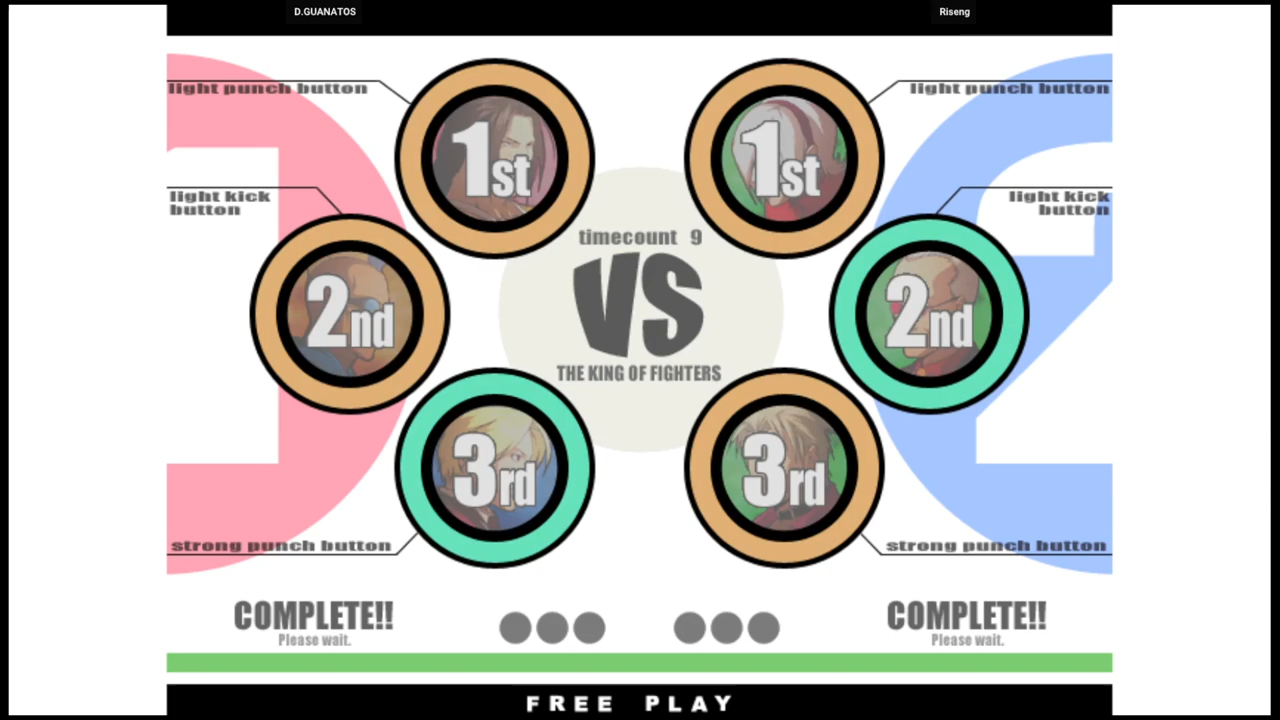 D.GUANATOS
Riseng
light punch button
light punch button
1st
1st
light kick
button
light kick
button
timecount 9
VS
THE KING OF FIGHTERS
2nd
2nd
3rd
3rd
strong punch button
strong punch button
COMPLETE!!
Please wait.
COMPLETE!!
Please wait.
FREE PLAY